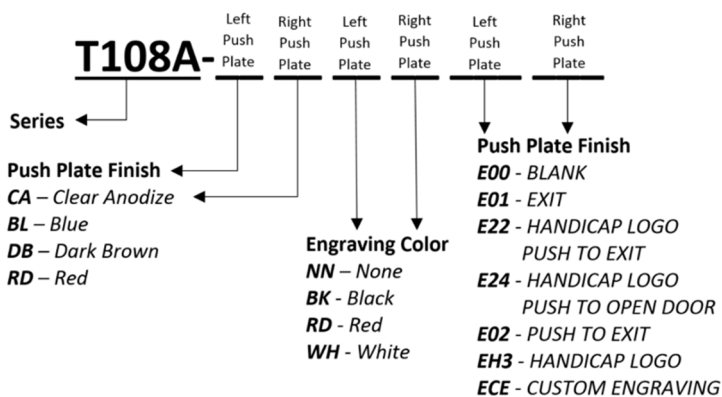 Left Right Left Right Left Right
Push Push Push Push Push Push
T108A- Plate Plate Plate Plate Plate Plate
Series
Push Plate Finish
CA – Clear Anodize
BL – Blue
DB – Dark Brown
RD – Red
Engraving Color
NN – None
BK - Black
RD - Red
WH - White
Push Plate Finish
E00 - BLANK
E01 - EXIT
E22 - HANDICAP LOGO
PUSH TO EXIT
E24 - HANDICAP LOGO
PUSH TO OPEN DOOR
E02 - PUSH TO EXIT
EH3 - HANDICAP LOGO
ECE - CUSTOM ENGRAVING